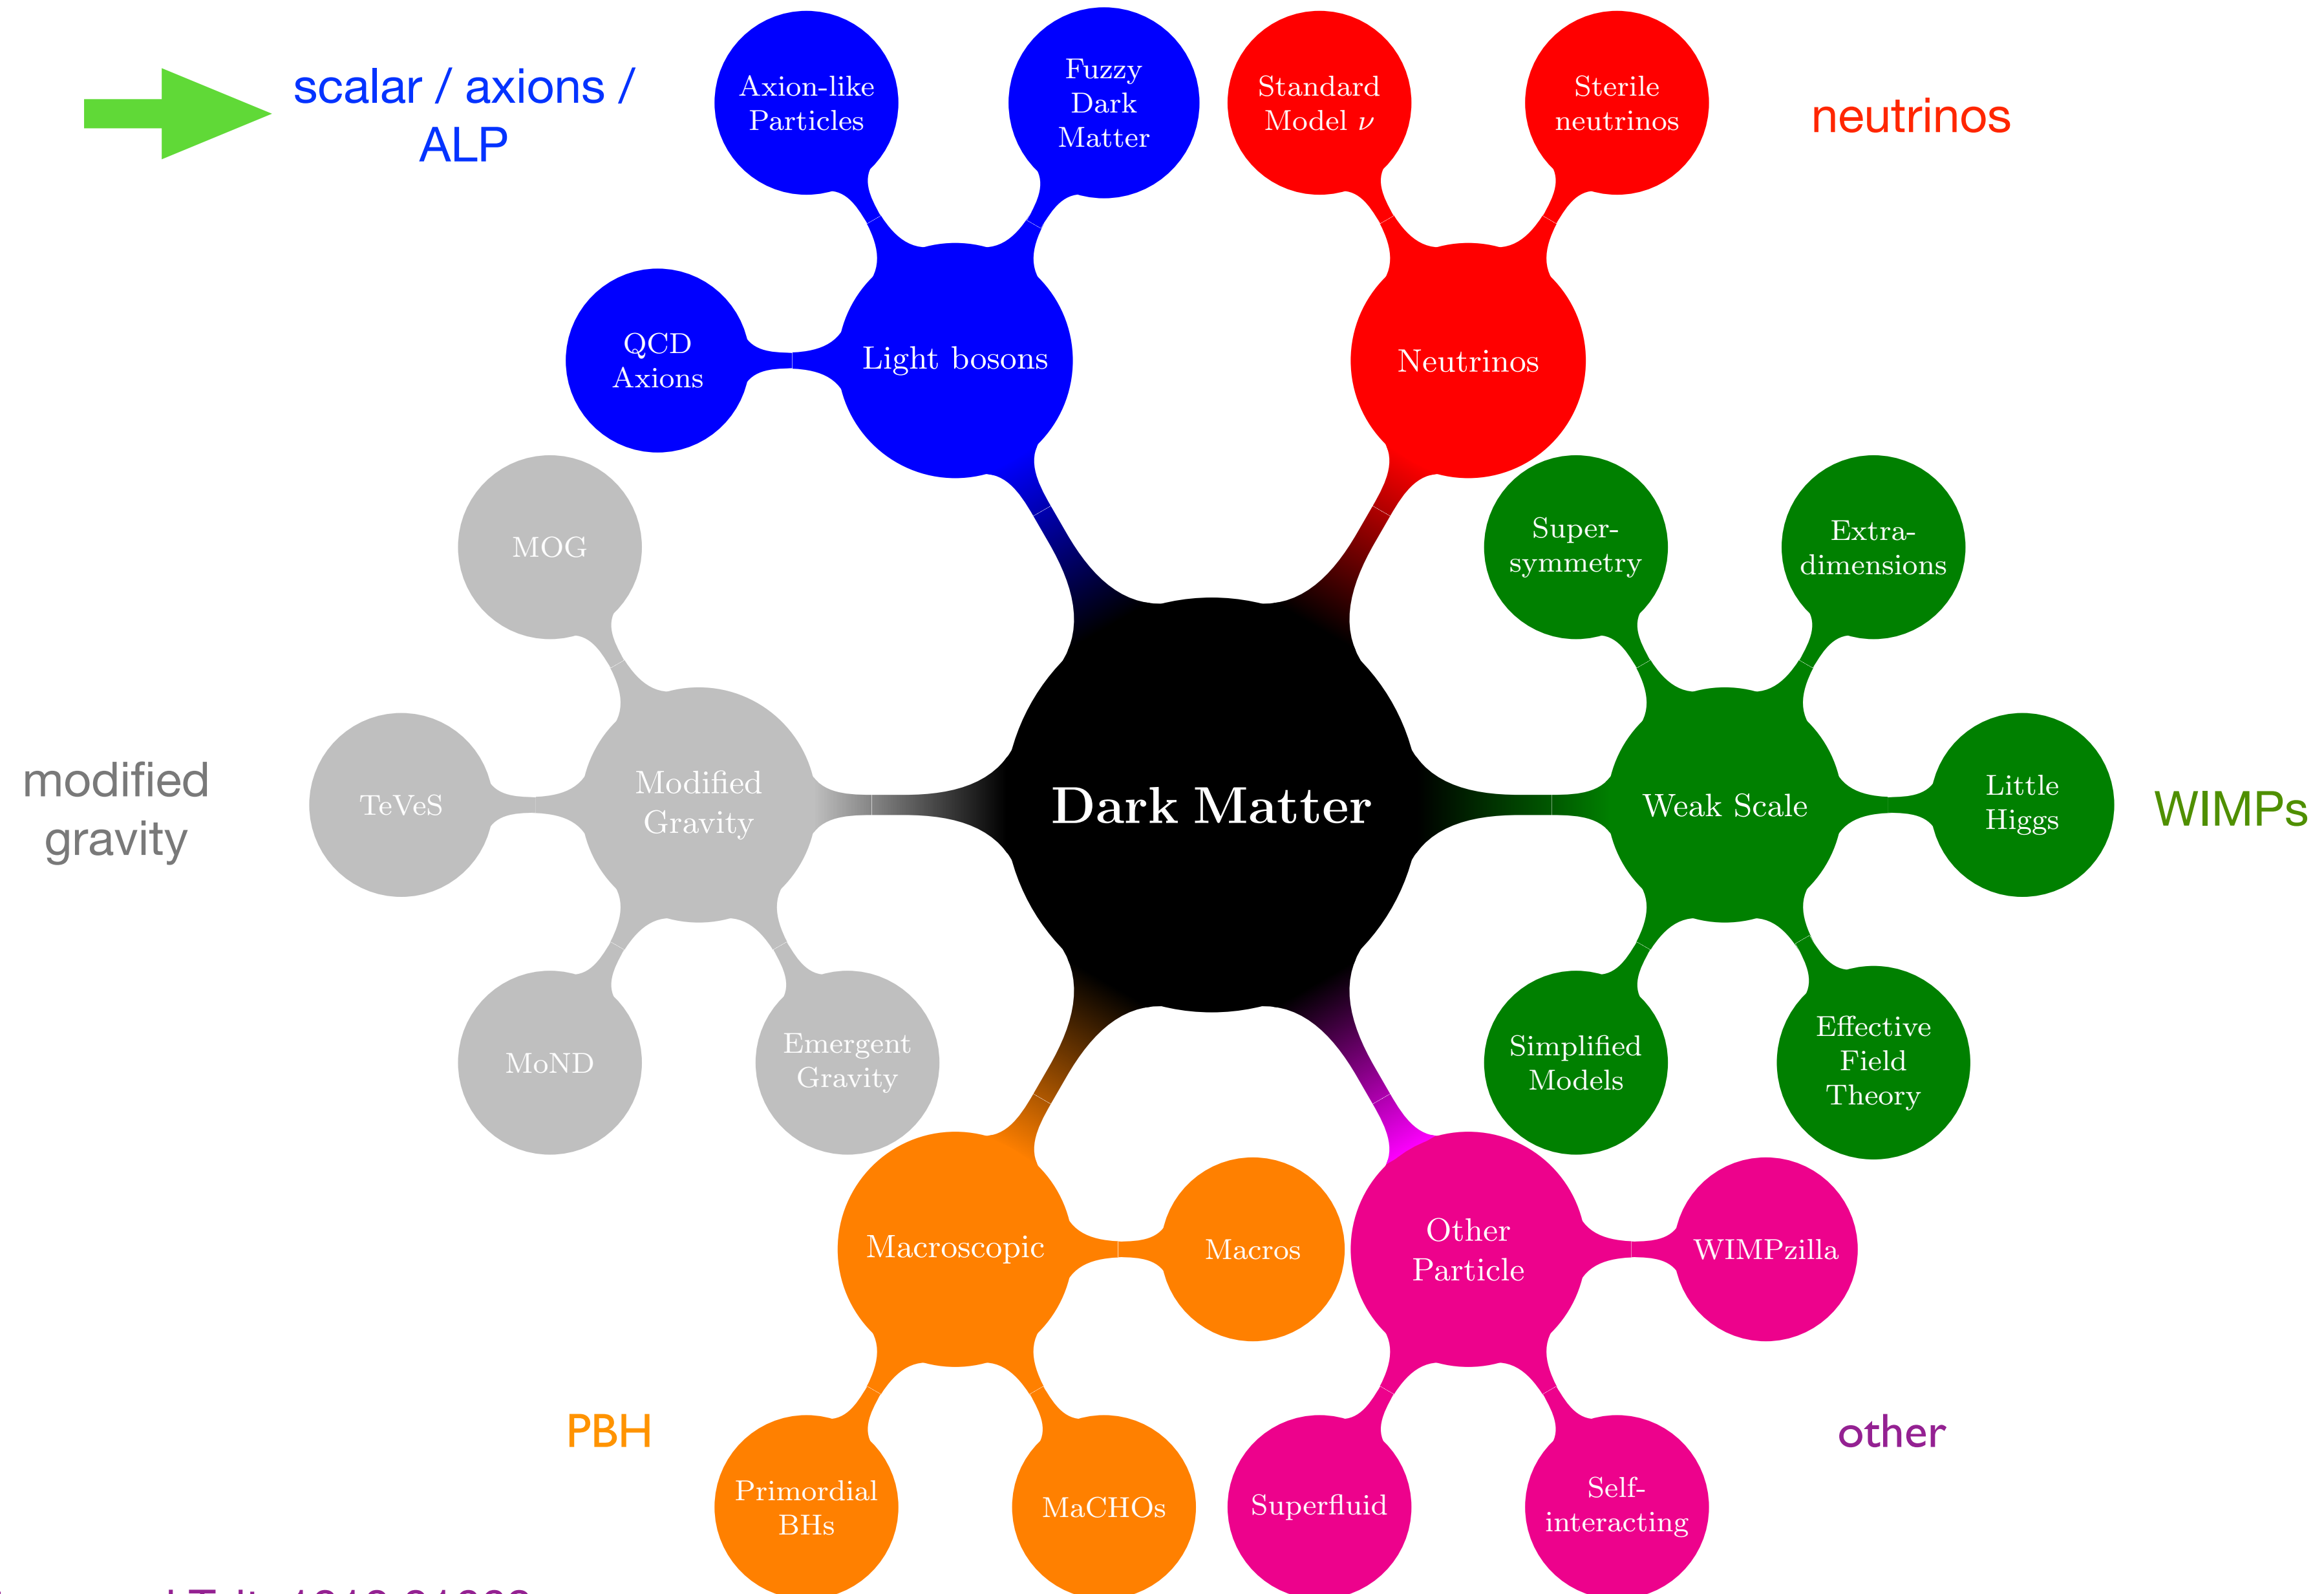 scalar / axions /
ALP
Axion-like
Particles
Fuzzy
Dark
Matter
Standard
Model ν
Sterile
neutrinos
neutrinos
QCD
Axions
Light bosons
Neutrinos
MOG
Super-
symmetry
Extra-
dimensions
modified
gravity
TeVeS
Modified
Gravity
Dark Matter
Weak Scale
Little
Higgs
WIMPs
MoND
Emergent
Gravity
Simplified
Models
Effective
Field
Theory
Macroscopic
Macros
Other
Particle
WIMPzilla
PBH
other
Primordial
BHs
MaCHOs
Superfluid
Self-
interacting